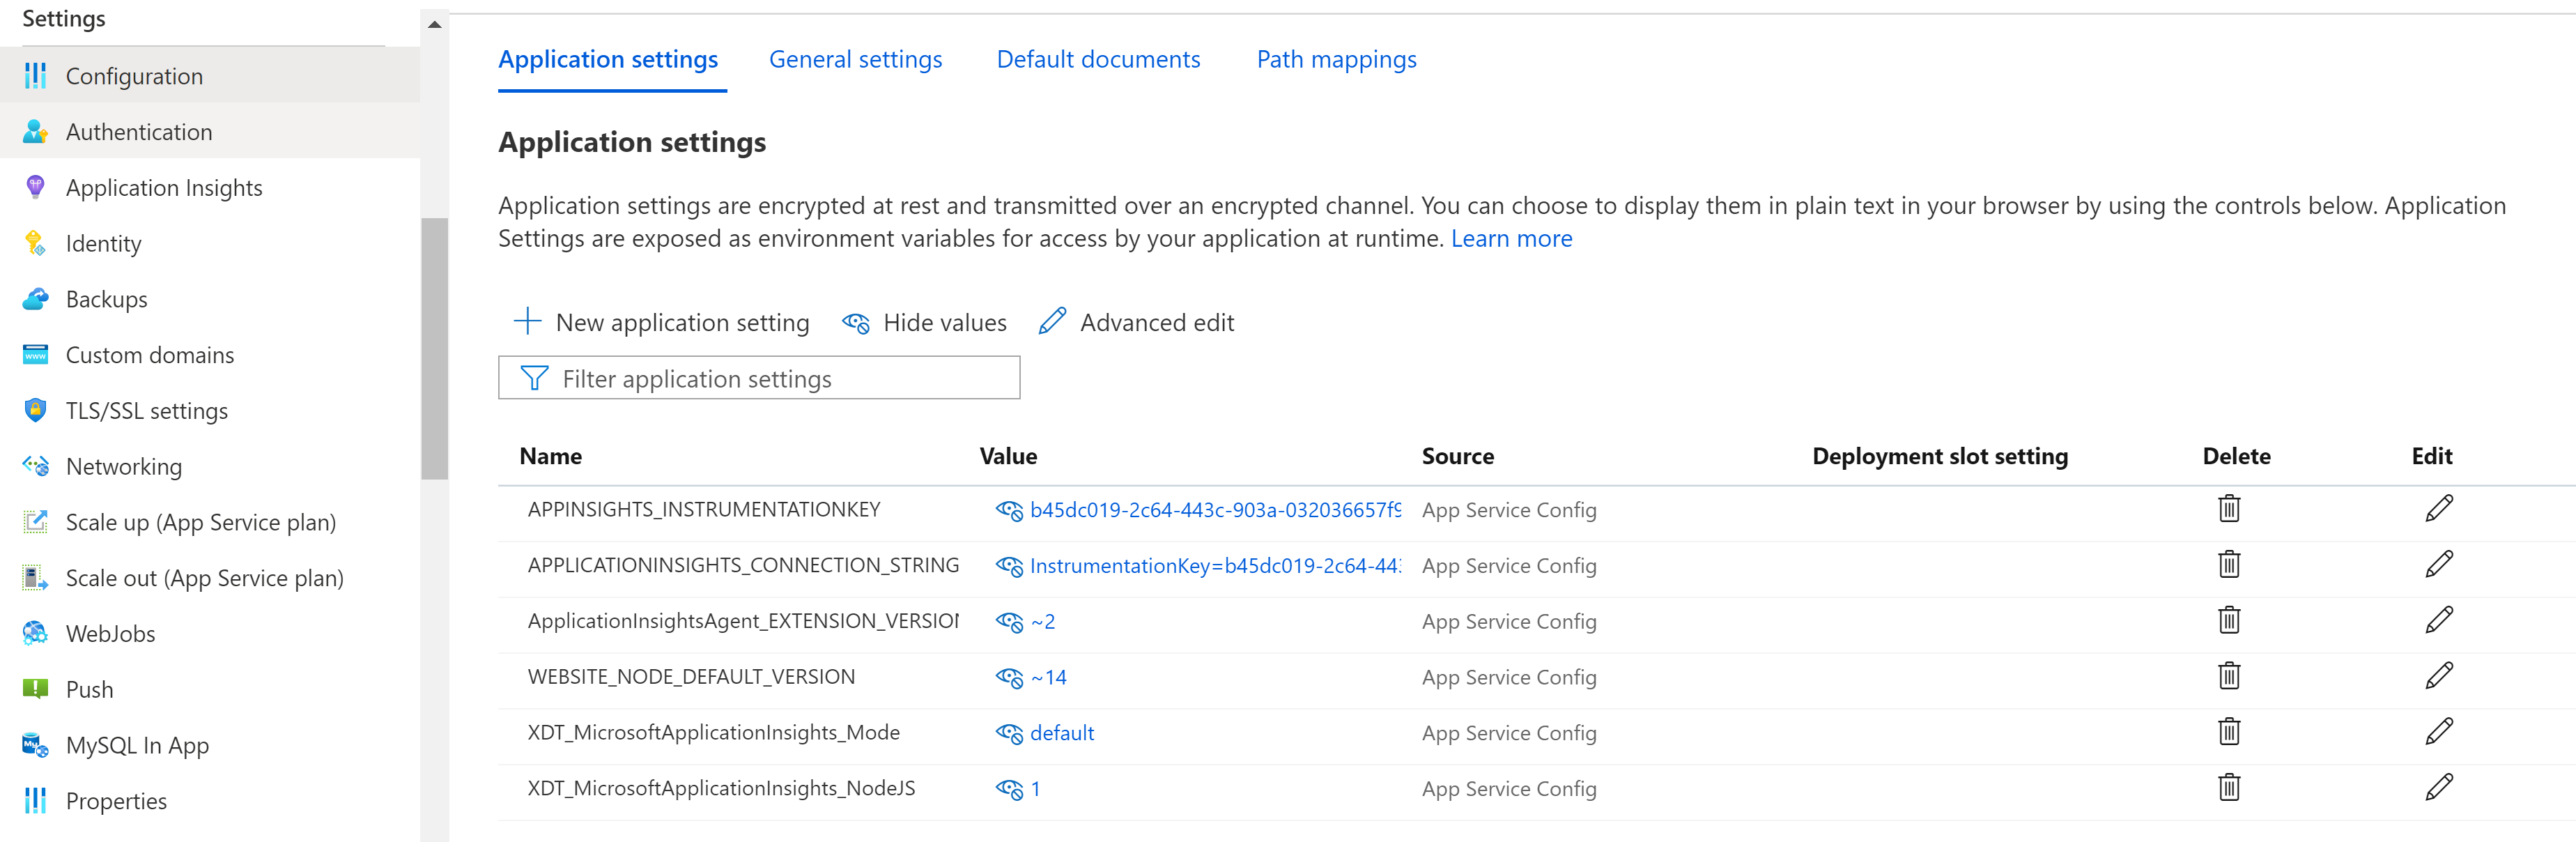 Settings
Configuration
Authentication
Application Insights
Identity
Backups
Custom domains
TLS/SSL settings
Networking
Scale up (App Service plan)
Scale out (App Service plan)
WebJobs
Push
MySQL In App
Properties
Application settings General settings Default documents Path mappings
Application settings
Application settings are encrypted at rest and transmitted over an encrypted channel. You can choose to display them in plain text in your browser by using the controls below. Application
Settings are exposed as environment variables for access by your application at runtime. Learn more
New application setting Hide values Advanced edit
Filter application settings
Name Value Source Deployment slot setting Delete Edit
APPINSIGHTS_INSTRUMENTATIONKEY b45dc019-2c64-443c-903a-032036657f9 App Service Config
APPLICATIONINSIGHTS_CONNECTION_STRING InstrumentationKey=b45dc019-2c64-443 App Service Config
ApplicationInsightsAgent_EXTENSION_VERSION ~2 App Service Config
WEBSITE_NODE_DEFAULT_VERSION ~14 App Service Config
XDT_MicrosoftApplicationInsights_Mode default App Service Config
XDT_MicrosoftApplicationInsights_NodeJS 1 App Service Config